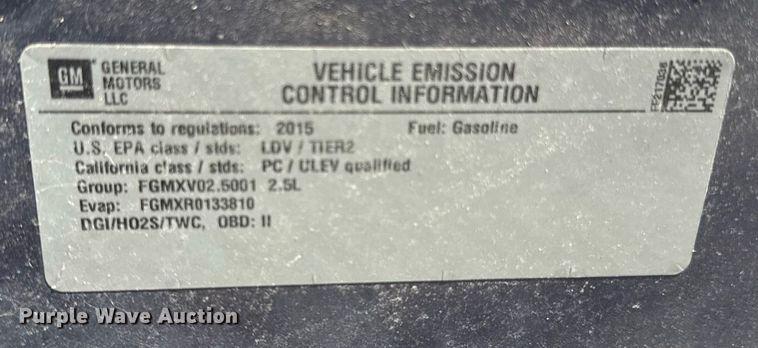 GM GENERAL MOTORS LLC
VEHICLE EMISSION
CONTROL INFORMATION
Conforms to regulations: 2015 Fuel: Gasoline
U.S. EPA class / stds: LDV / TIER2
California class / stds: PC / ULEV qualified
Group: FGMXV02.5001 2.5L
Evap: FGMXR0133810
DGI/HO2S/TWC, OBD: II
Purple Wave Auction